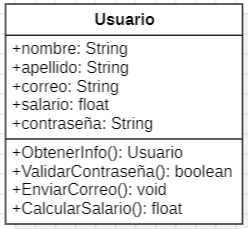 Usuario
+nombre: String
+apellido: String
+correo: String
+salario: float
+contraseña: String
+ObtenerInfo(): Usuario
+ValidarContraseña(): boolean
+EnviarCorreo(): void
+CalcularSalario(): float